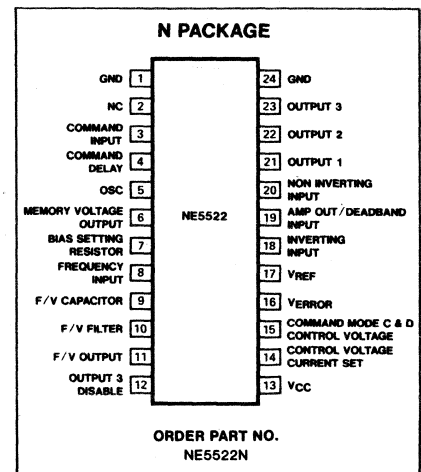 N PACKAGE
GND 1
NC 2
COMMAND
INPUT 3
COMMAND
DELAY 4
OSC 5
MEMORY VOLTAGE
OUTPUT 6
BIAS SETTING
RESISTOR 7
FREQUENCY
INPUT 8
F/V CAPACITOR 9
F/V FILTER 10
F/V OUTPUT 11
OUTPUT 3
DISABLE 12
NE5522
24 GND
23 OUTPUT 3
22 OUTPUT 2
21 OUTPUT 1
20 NON INVERTING
INPUT
19 AMP OUT/DEADBAND
INPUT
18 INVERTING
INPUT
17 VREF
16 VERROR
15 COMMAND MODE C & D
CONTROL VOLTAGE
14 CONTROL VOLTAGE
CURRENT SET
13 VCC
ORDER PART NO.
NE5522N